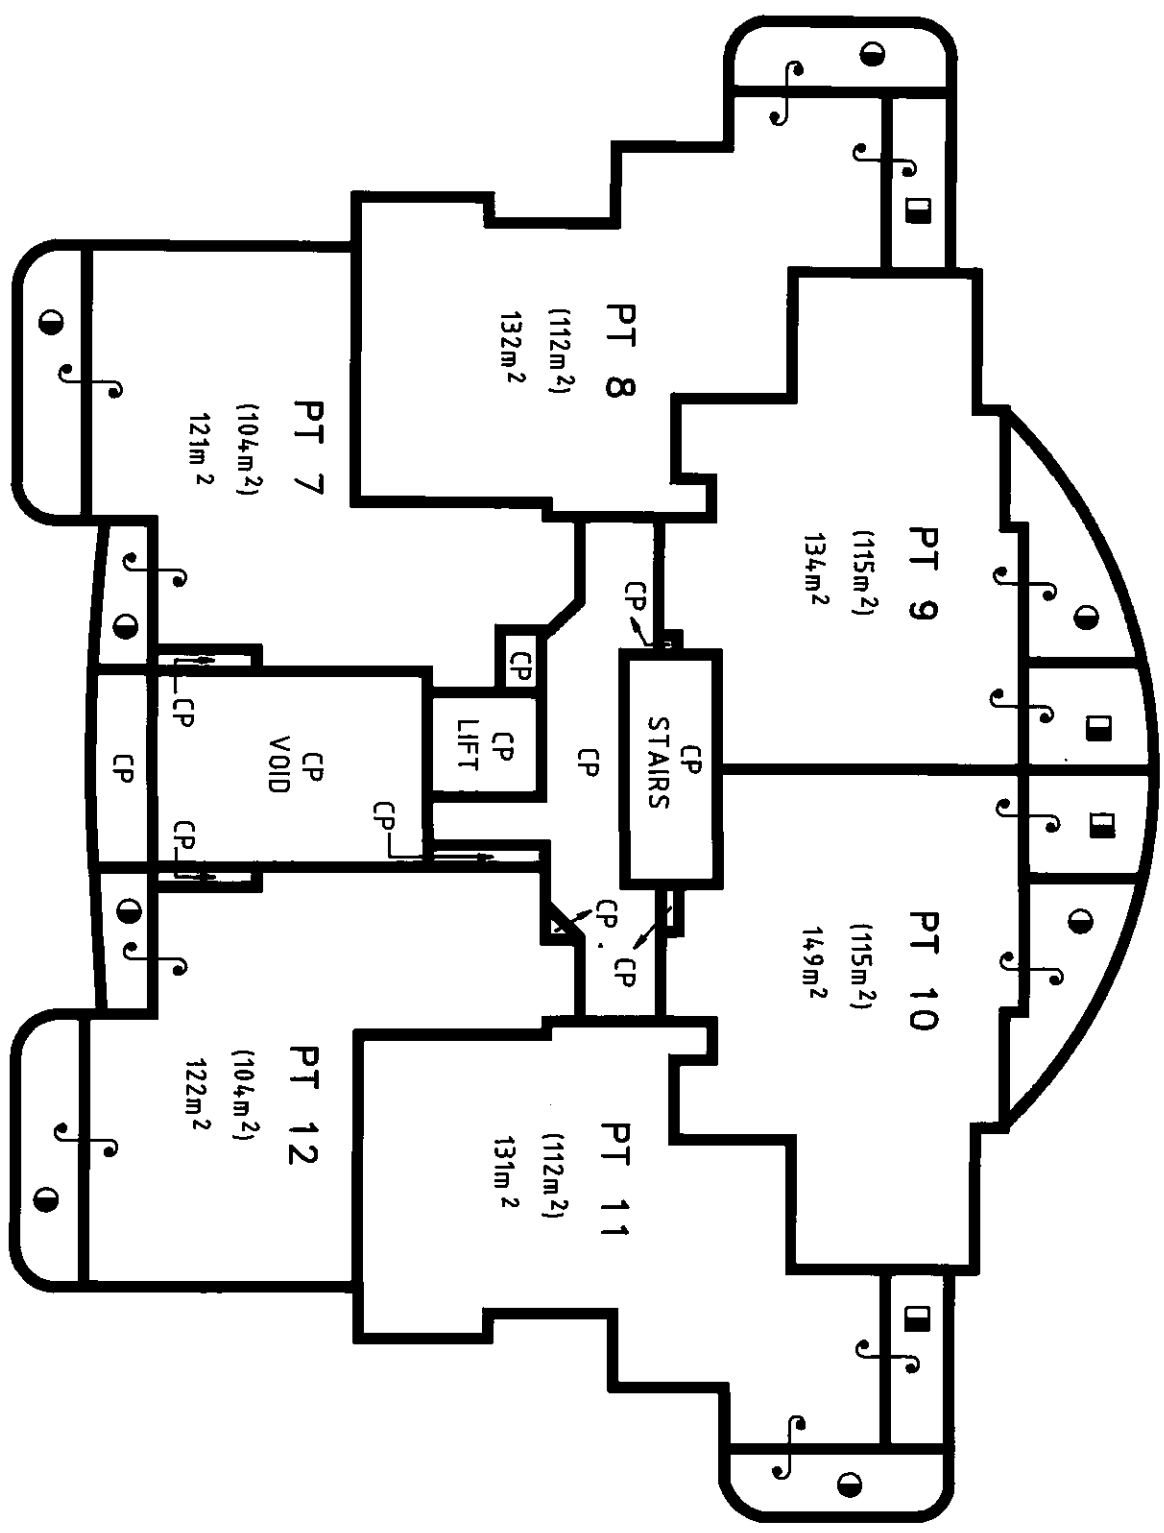 PT 8
(112m²)
132m²
PT 9
(115m²)
134m²
PT 7
(104m²)
121m²
CP
CP
CP
STAIRS
CP
CP
LIFT
CP
CP
VOID
CP
CP
CP
CP
CP
CP
PT 10
(115m²)
149m²
PT 11
(112m²)
131m²
PT 12
(104m²)
122m²